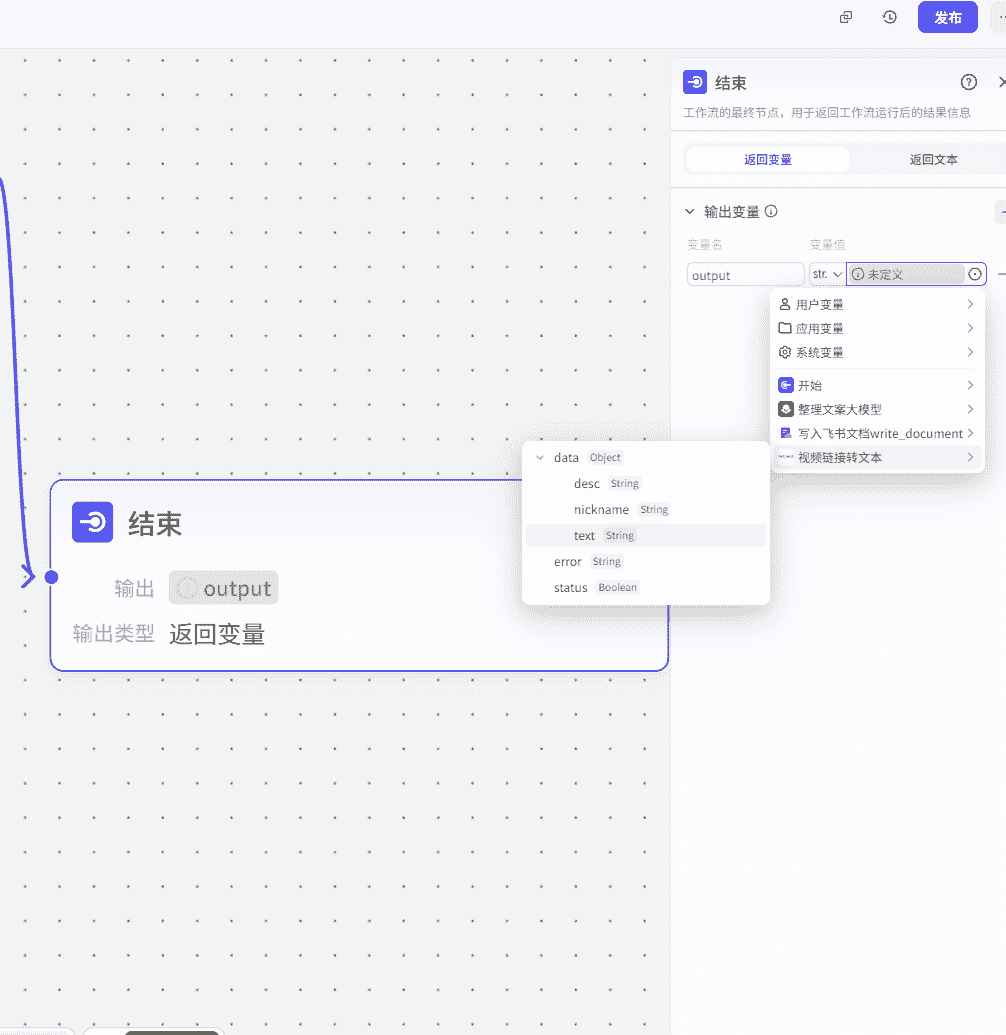 发布
结束
工作流的最终节点，用于返回工作流运行后的结果信息
返回变量
返回文本
输出变量
变量名 变量值
output str. 未定义
用户变量
应用变量
系统变量
开始
整理文案大模型
写入飞书文档write_document
视频链接转文本
data Object
desc String
nickname String
text String
error String
status Boolean
结束
输出 output
输出类型 返回变量